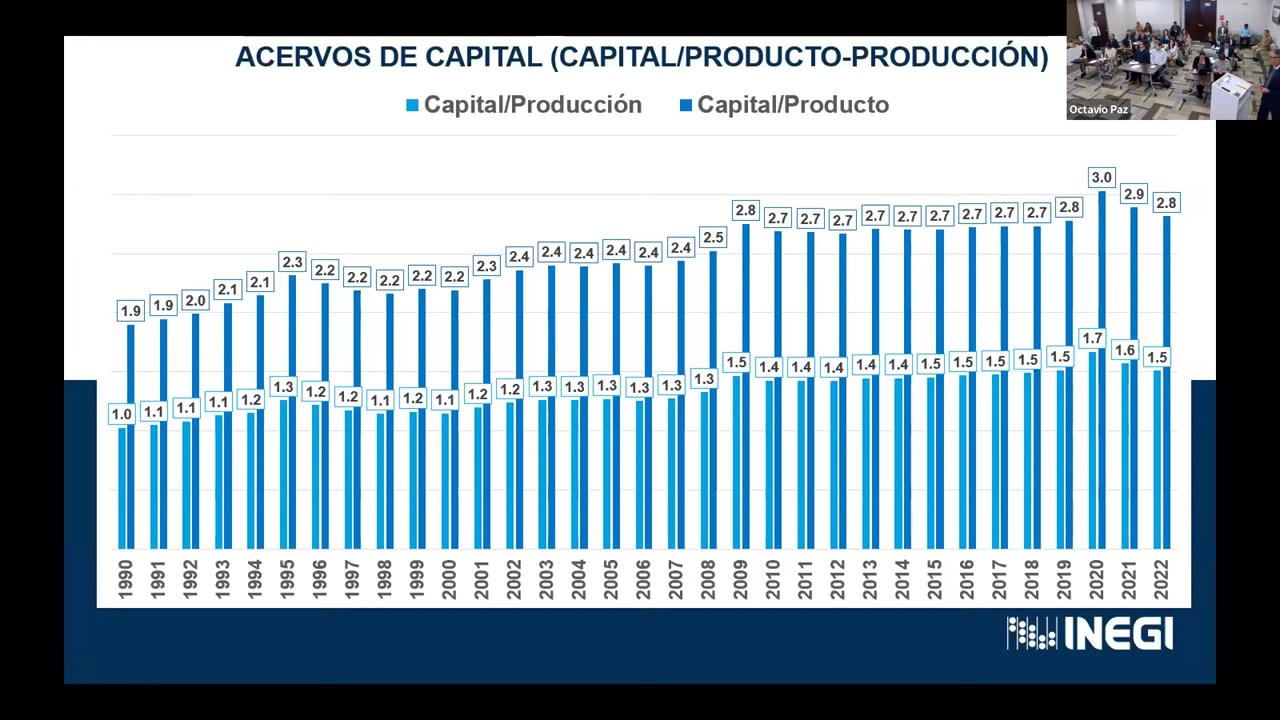 ACERVOS DE CAPITAL (CAPITAL/PRODUCTO-PRODUCCIÓN)
Capital/Producción Capital/Producto
Octavio Paz
1.9 1.9 2.0 2.1 2.1 2.3 2.2 2.2 2.2 2.2 2.2 2.3 2.4 2.4 2.4 2.4 2.4 2.4 2.5 2.8 2.7 2.7 2.7 2.7 2.7 2.7 2.7 2.7 2.7 2.8 3.0 2.9 2.8
1.0 1.1 1.1 1.1 1.2 1.3 1.2 1.2 1.1 1.2 1.1 1.2 1.2 1.3 1.3 1.3 1.3 1.3 1.3 1.5 1.4 1.4 1.4 1.4 1.4 1.5 1.5 1.5 1.5 1.5 1.7 1.6 1.5
1990 1991 1992 1993 1994 1995 1996 1997 1998 1999 2000 2001 2002 2003 2004 2005 2006 2007 2008 2009 2010 2011 2012 2013 2014 2015 2016 2017 2018 2019 2020 2021 2022
INEGI